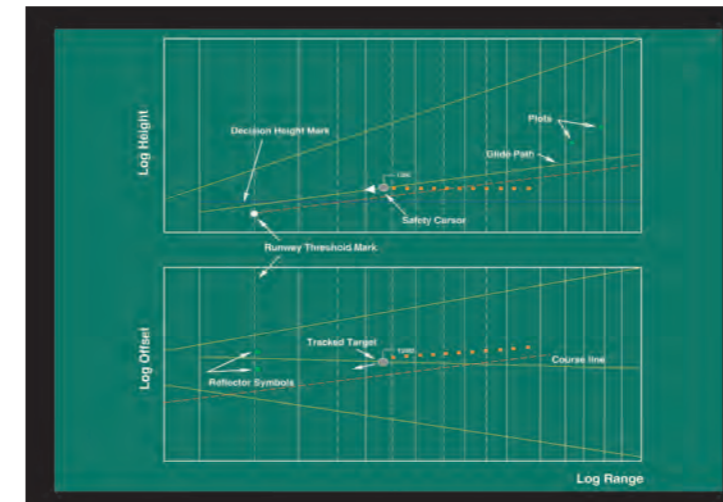 Log Height
Decision Height Mark
Plots
Glide Path
Safety Cursor
Runway Threshold Mark
Log Offset
Tracked Target
Course line
Reflector Symbols
Log Range